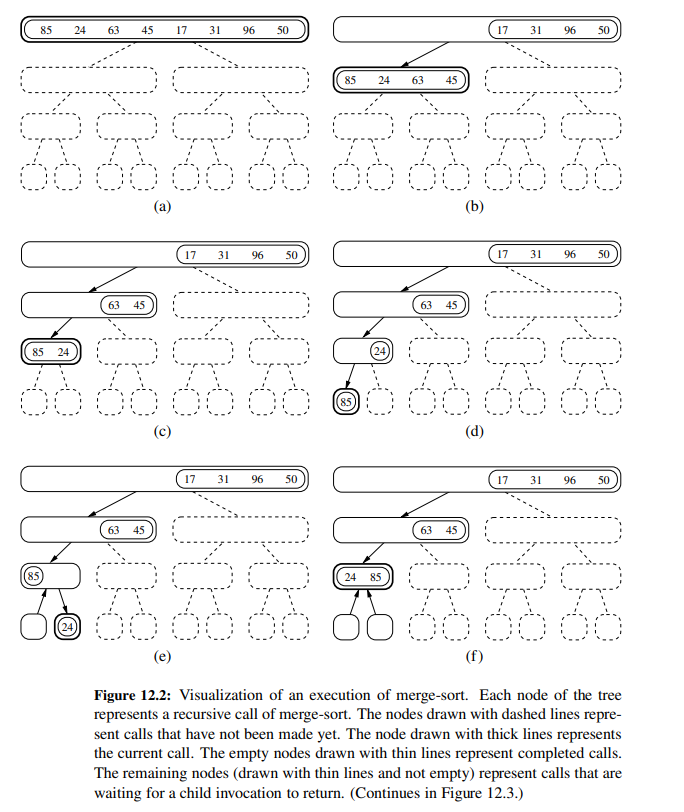 85 24 63 45 17 31 96 50
17 31 96 50
85 24 63 45
(a)
(b)
17 31 96 50
63 45
85 24
17 31 96 50
63 45
24
85
(c)
(d)
17 31 96 50
63 45
85
24
17 31 96 50
63 45
24 85
(e)
(f)
Figure 12.2: Visualization of an execution of merge-sort. Each node of the tree
represents a recursive call of merge-sort. The nodes drawn with dashed lines repre-
sent calls that have not been made yet. The node drawn with thick lines represents
the current call. The empty nodes drawn with thin lines represent completed calls.
The remaining nodes (drawn with thin lines and not empty) represent calls that are
waiting for a child invocation to return. (Continues in Figure 12.3.)